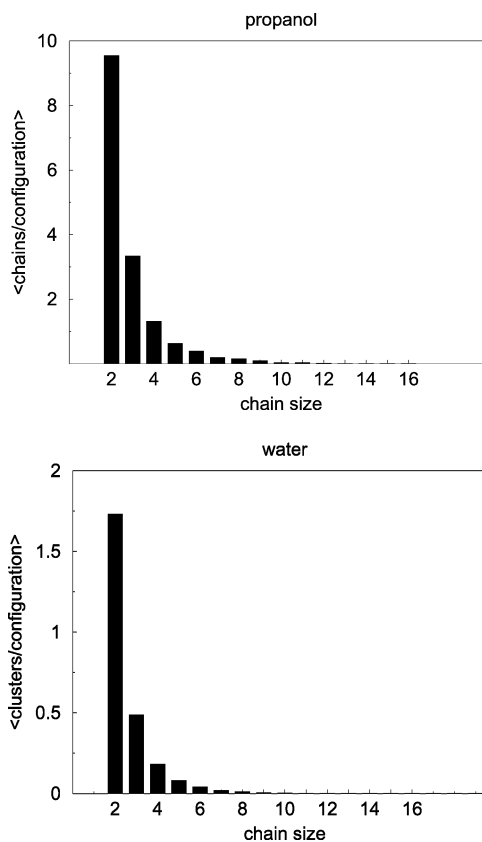 propanol
10
8
6
4
2
<chains/configuration>
2 4 6 8 10 12 14 16
chain size
water
2
1.5
1
0.5
0
<clusters/configuration>
2 4 6 8 10 12 14 16
chain size